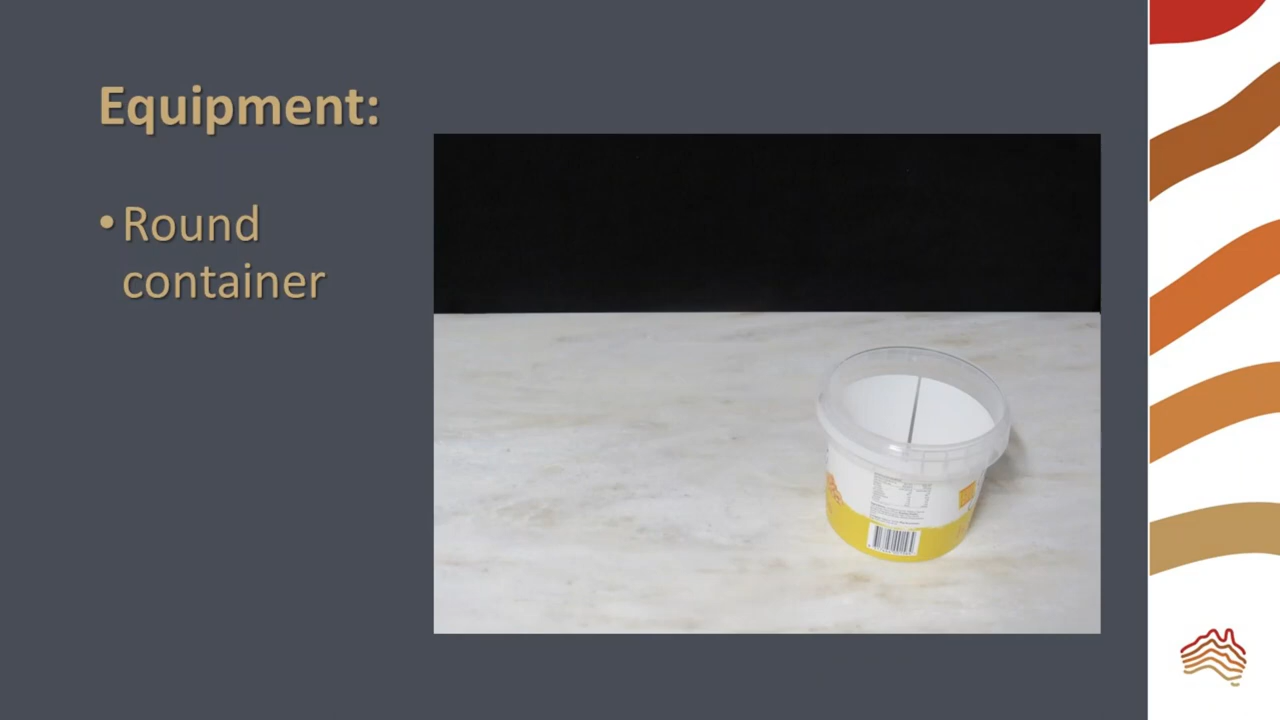 Equipment:
• Round
container